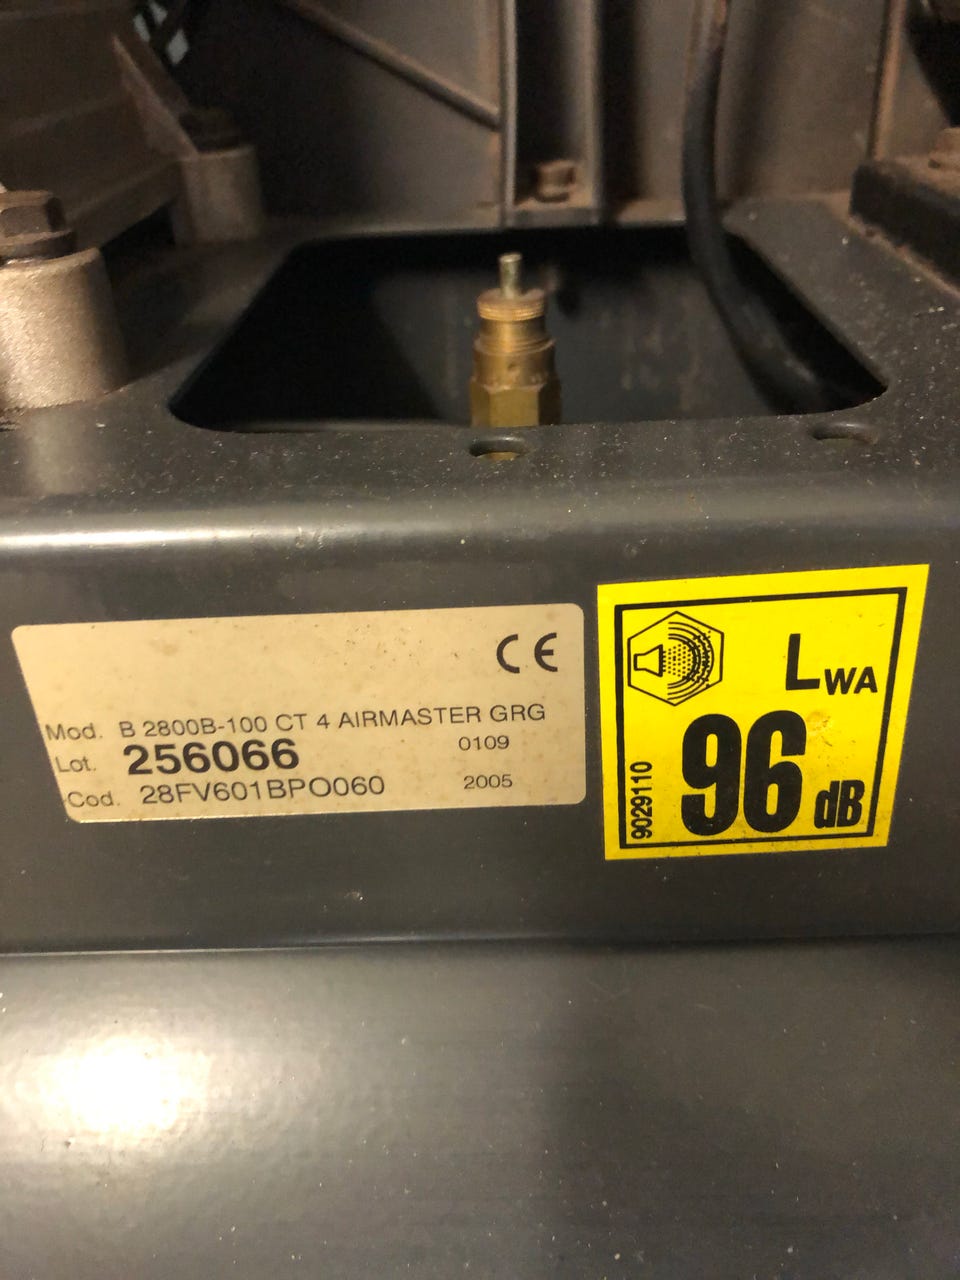 CE
Mod. B 2800B-100 CT 4 AIRMASTER GRG
Lot. 256066 0109
Cod. 28FV601BPO060 2005
LWA
96 dB
9029110